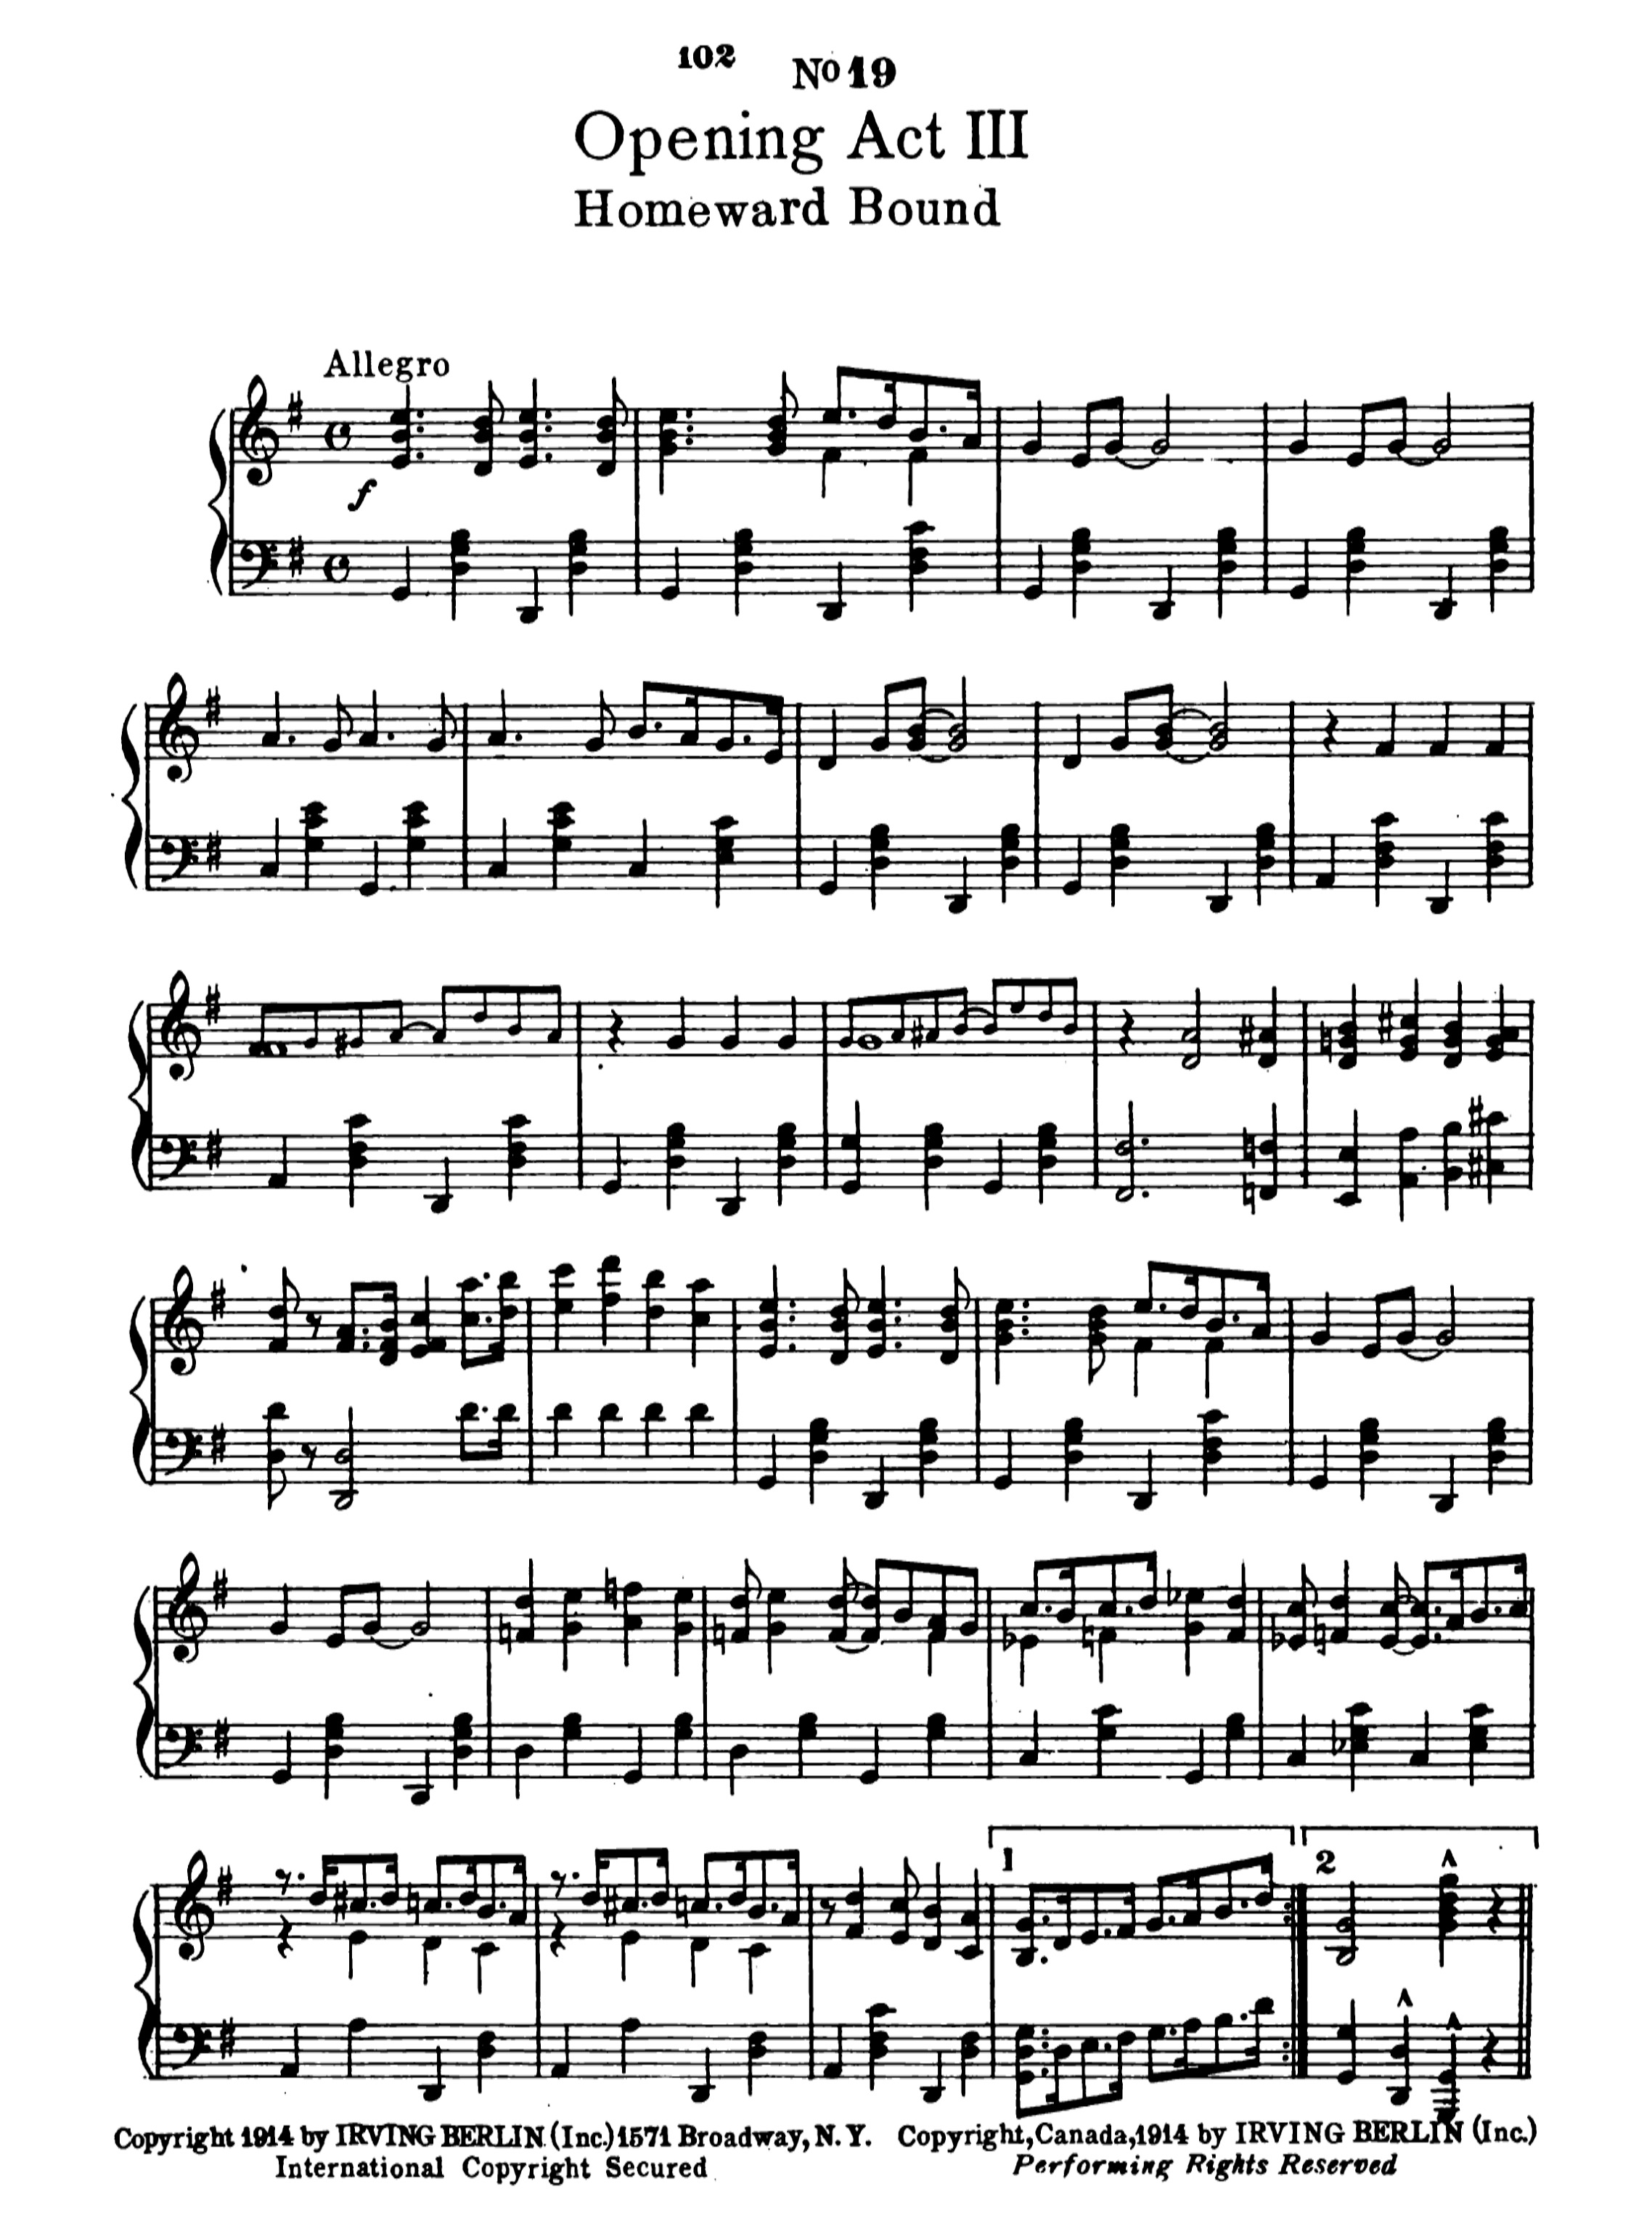 102
No 19
Opening Act III
Homeward Bound
Allegro
f
1
2
Copyright 1914 by IRVING BERLIN (Inc.) 1571 Broadway, N.Y. Copyright, Canada, 1914 by IRVING BERLIN (Inc.)
International Copyright Secured Performing Rights Reserved